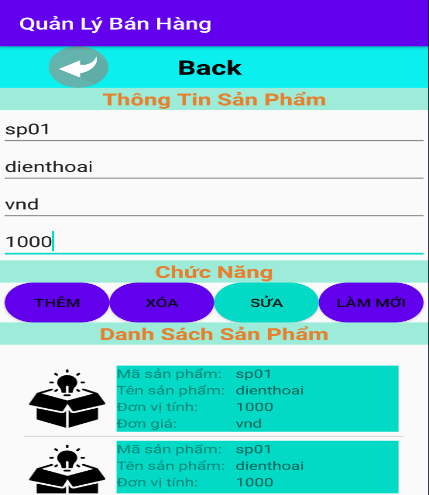 Quản Lý Bán Hàng
Back
Thông Tin Sản Phẩm
sp01
dienthoai
vnd
1000
Chức Năng
THÊM XÓA SỬA LÀM MỚI
Danh Sách Sản Phẩm
Mã sản phẩm: sp01
Tên sản phẩm: dienthoai
Đơn vị tính: 1000
Đơn giá: vnd
Mã sản phẩm: sp01
Tên sản phẩm: dienthoai
Đơn vị tính: 1000